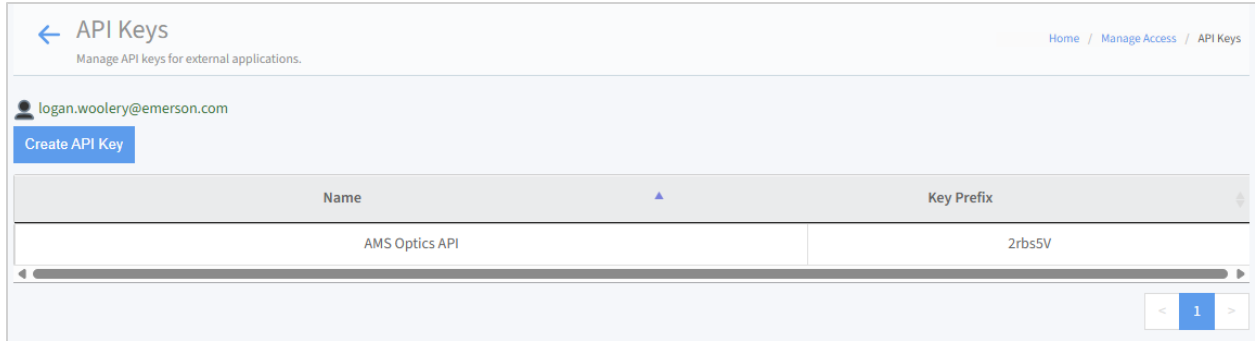 API Keys
Manage API keys for external applications.
Home / Manage Access / API Keys
logan.woolery@emerson.com
Create API Key
Name Key Prefix
AMS Optics API 2rbs5V
< 1 >